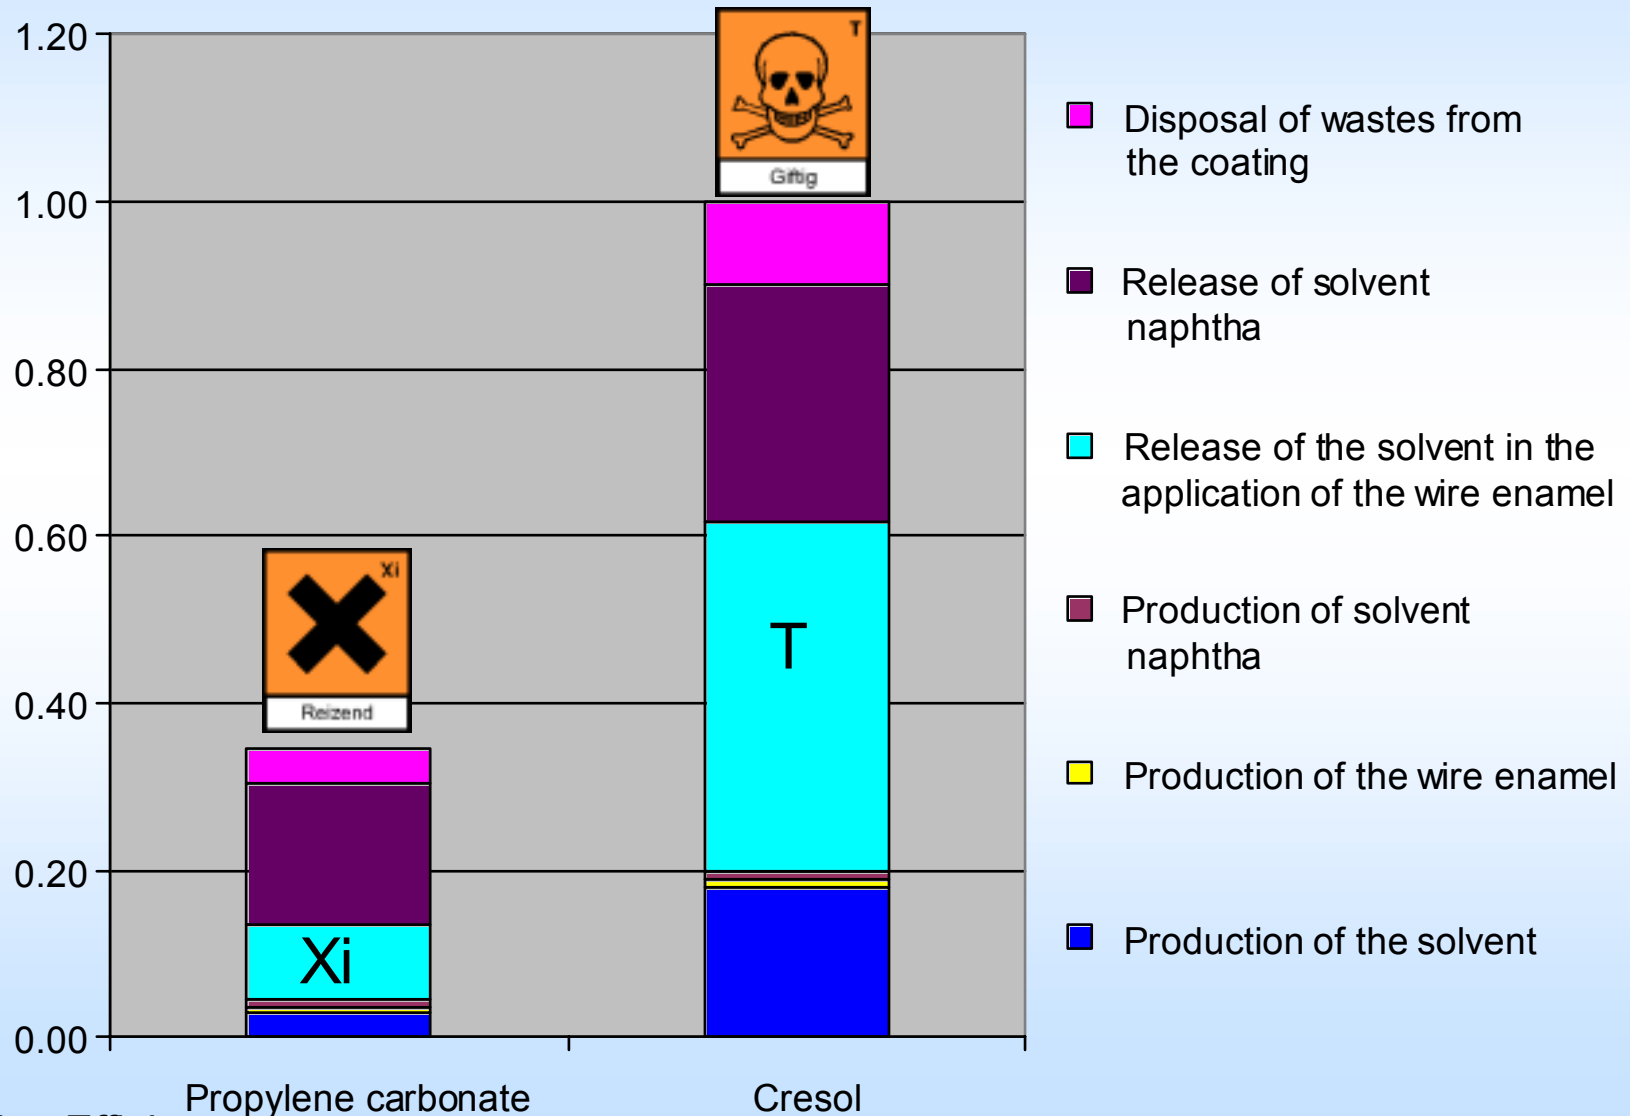 1.20
1.00
0.80
0.60
0.40
0.20
0.00
T
Giftig
Xi
Reizend
T
Xi
Propylene carbonate
Cresol
Disposal of wastes from
the coating
Release of solvent
naphtha
Release of the solvent in the
application of the wire enamel
Production of solvent
naphtha
Production of the wire enamel
Production of the solvent